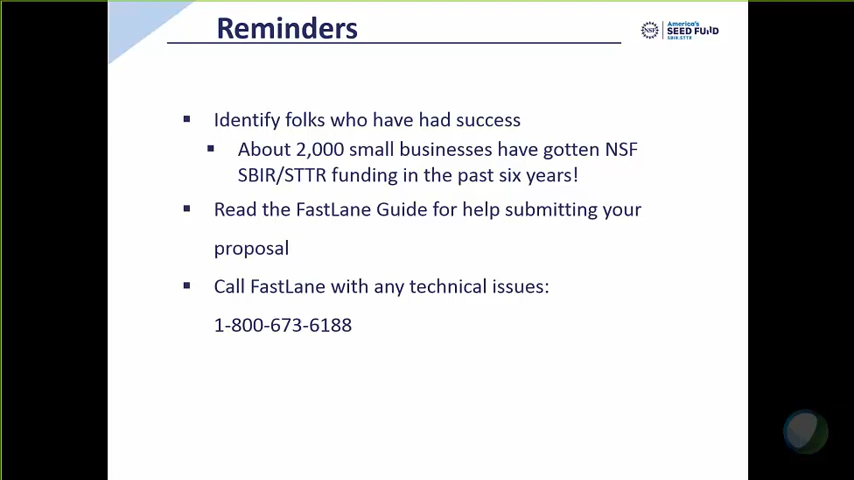 Reminders
NSF
America's
SEED FUND
SBIR.STTR
▪ Identify folks who have had success
▪ About 2,000 small businesses have gotten NSF
SBIR/STTR funding in the past six years!
▪ Read the FastLane Guide for help submitting your
proposal
▪ Call FastLane with any technical issues:
1-800-673-6188